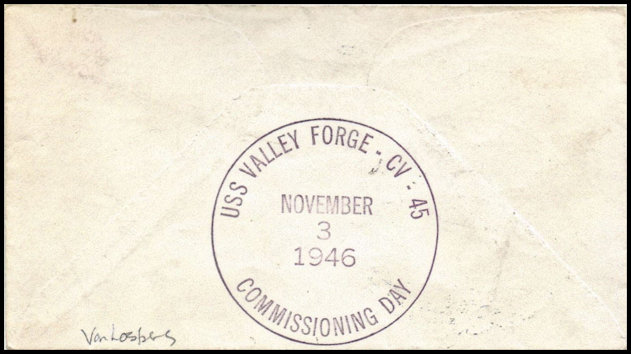 USS VALLEY FORGE - CV - 45
NOVEMBER
3
1946
COMMISSIONING DAY